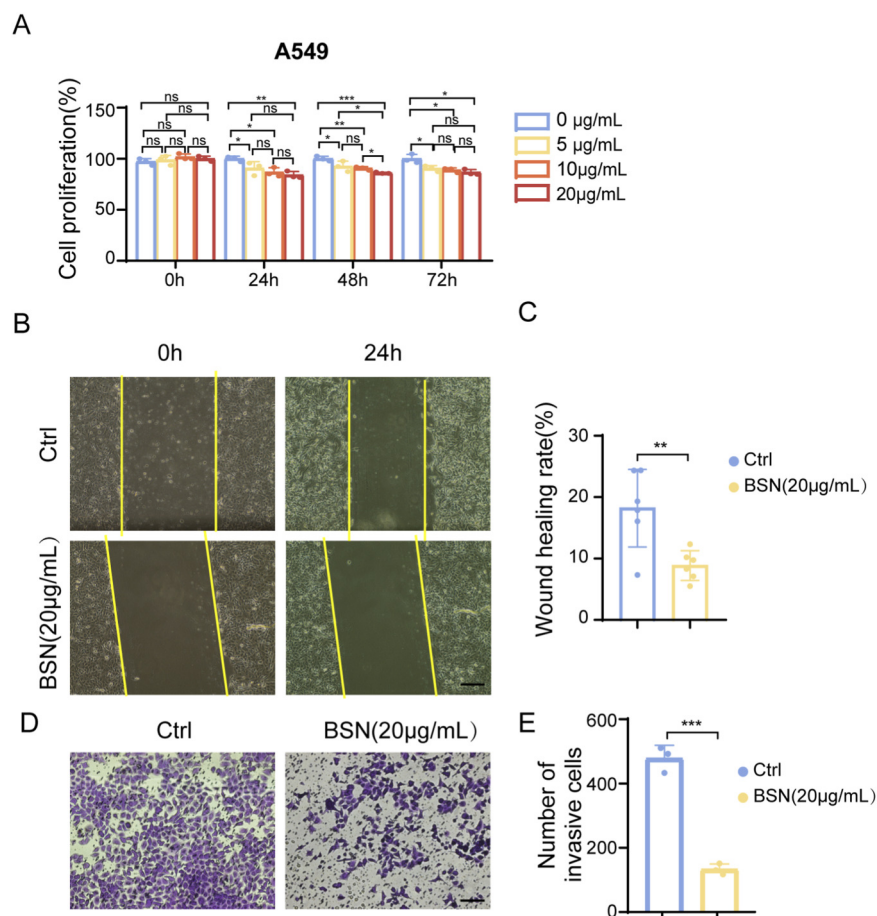 A
A549
Cell proliferation(%)
150
100
50
0
ns
ns
ns
ns
ns
ns
**
ns
*
*
ns
ns
***
*
**
*
ns
*
*
*
ns
*
ns
ns
0h
24h
48h
72h
0 µg/mL
5 µg/mL
10µg/mL
20µg/mL
B
0h
24h
Ctrl
BSN(20µg/mL)
C
Wound healing rate(%)
30
20
10
0
**
Ctrl
BSN(20µg/mL)
D
Ctrl
BSN(20µg/mL)
E
Number of
invasive cells
600
400
200
0
***
Ctrl
BSN(20µg/mL)